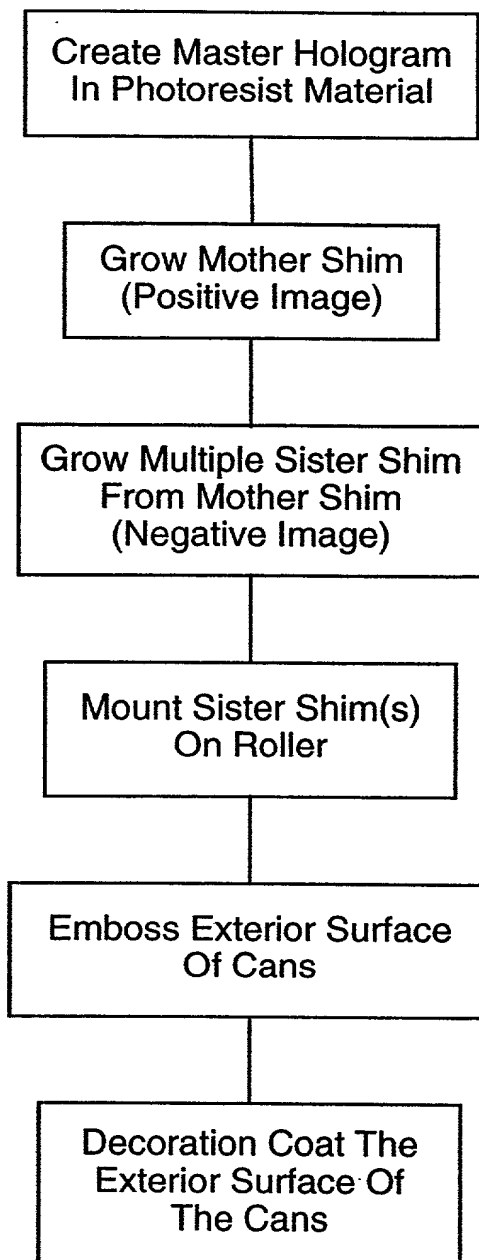 Create Master Hologram
In Photoresist Material
Grow Mother Shim
(Positive Image)
Grow Multiple Sister Shim
From Mother Shim
(Negative Image)
Mount Sister Shim(s)
On Roller
Emboss Exterior Surface
Of Cans
Decoration Coat The
Exterior Surface Of
The Cans